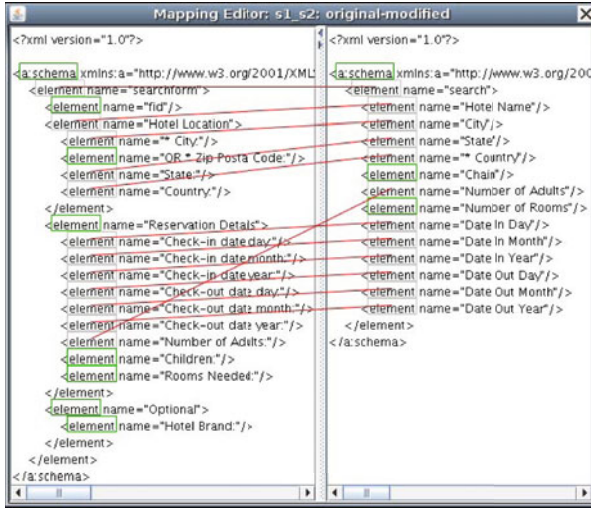 Mapping Editor: s1_s2: original-modified
<?xml version="1.0"?>
<a:schema xmlns:a="http://www.w3.org/2001/XMLS
<element name="searchform">
<element name="fid"/>
<element name="Hotel Location">
<element name="* City:"/>
<element name="OR * Zip Posta Code:"/>
<element name="State:"/>
<element name="Country:"/>
</element>
<element name="Reservation Detals">
<element name="Check-in date day:"/>
<element name="Check-in date month:"/>
<element name="Check-in date year:"/>
<element name="Check-out date day:"/>
<element name="Check-out date month:"/>
<element name="Check-out date year:"/>
<element name="Number of Adults:"/>
<element name="Children:"/>
<element name="Rooms Needed:"/>
</element>
<element name="Optional">
<element name="Hotel Brand:"/>
</element>
</element>
</a:schema>
<?xml version="1.0"?>
<a:schema xmlns:a="http://www.w3.org/200
<element name="search">
<element name="Hotel Name"/>
<element name="City"/>
<element name="State"/>
<element name="* Country"/>
<element name="Chain"/>
<element name="Number of Adults"/>
<element name="Number of Rooms"/>
<element name="Date In Day"/>
<element name="Date In Month"/>
<element name="Date In Year"/>
<element name="Date Out Day"/>
<element name="Date Out Month"/>
<element name="Date Out Year"/>
</element>
</a:schema>